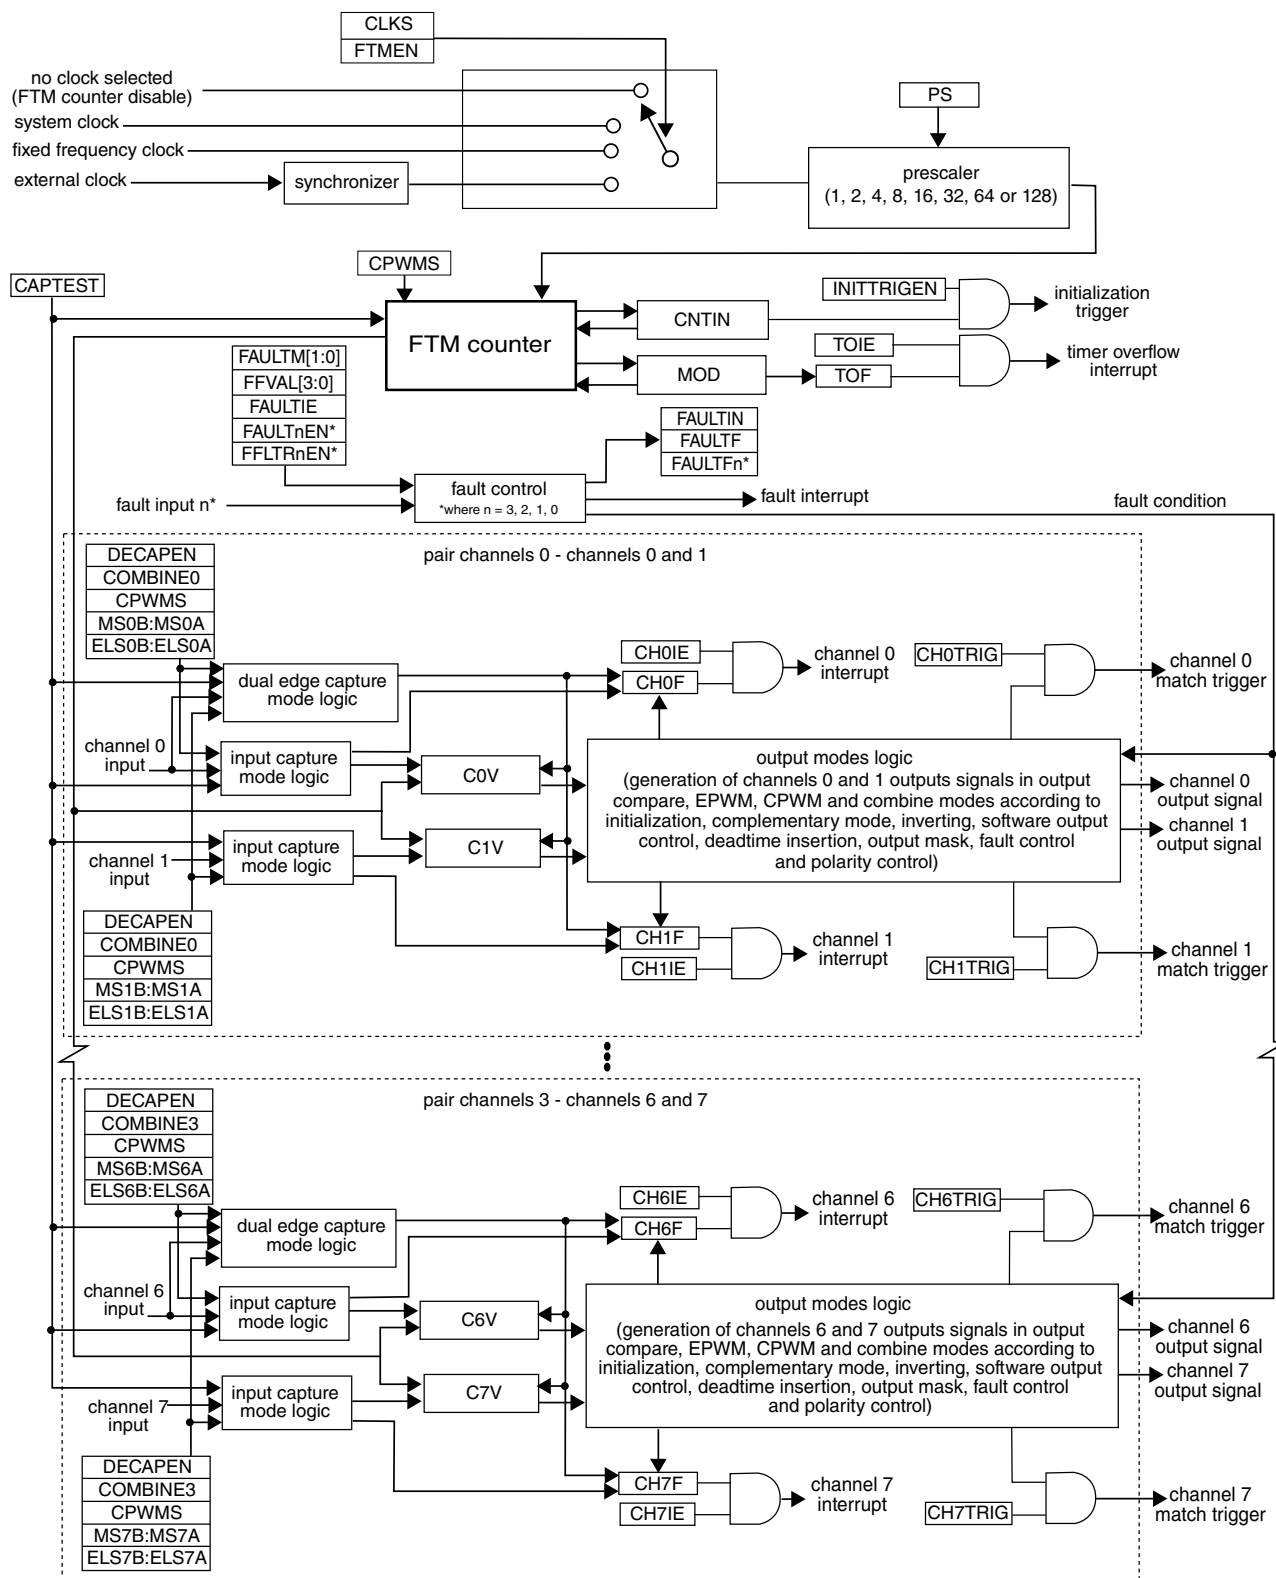 CLKS
FTMEN
no clock selected
(FTM counter disable)
system clock
fixed frequency clock
external clock
synchronizer
PS
prescaler
(1, 2, 4, 8, 16, 32, 64 or 128)
CPWMS
CAPTEST
FTM counter
CNTIN
MOD
INITTRIGEN
initialization
trigger
TOIE
TOF
timer overflow
interrupt
FAULTM[1:0]
FFVAL[3:0]
FAULTIE
FAULTnEN*
FFLTRnEN*
FAULTIN
FAULTF
FAULTFn*
fault input n*
fault control
*where n = 3, 2, 1, 0
fault interrupt
fault condition
pair channels 0 - channels 0 and 1
DECAPEN
COMBINE0
CPWMS
MS0B:MS0A
ELS0B:ELS0A
dual edge capture
mode logic
CH0IE
CH0F
channel 0
interrupt
CH0TRIG
channel 0
match trigger
channel 0
input
input capture
mode logic
C0V
output modes logic
(generation of channels 0 and 1 outputs signals in output
compare, EPWM, CPWM and combine modes according to
initialization, complementary mode, inverting, software output
control, deadtime insertion, output mask, fault control
and polarity control)
channel 0
output signal
channel 1
output signal
channel 1
input
input capture
mode logic
C1V
DECAPEN
COMBINE0
CPWMS
MS1B:MS1A
ELS1B:ELS1A
CH1F
CH1IE
channel 1
interrupt
CH1TRIG
channel 1
match trigger
pair channels 3 - channels 6 and 7
DECAPEN
COMBINE3
CPWMS
MS6B:MS6A
ELS6B:ELS6A
dual edge capture
mode logic
CH6IE
CH6F
channel 6
interrupt
CH6TRIG
channel 6
match trigger
channel 6
input
input capture
mode logic
C6V
output modes logic
(generation of channels 6 and 7 outputs signals in output
compare, EPWM, CPWM and combine modes according to
initialization, complementary mode, inverting, software output
control, deadtime insertion, output mask, fault control
and polarity control)
channel 6
output signal
channel 7
output signal
channel 7
input
input capture
mode logic
C7V
DECAPEN
COMBINE3
CPWMS
MS7B:MS7A
ELS7B:ELS7A
CH7F
CH7IE
channel 7
interrupt
CH7TRIG
channel 7
match trigger